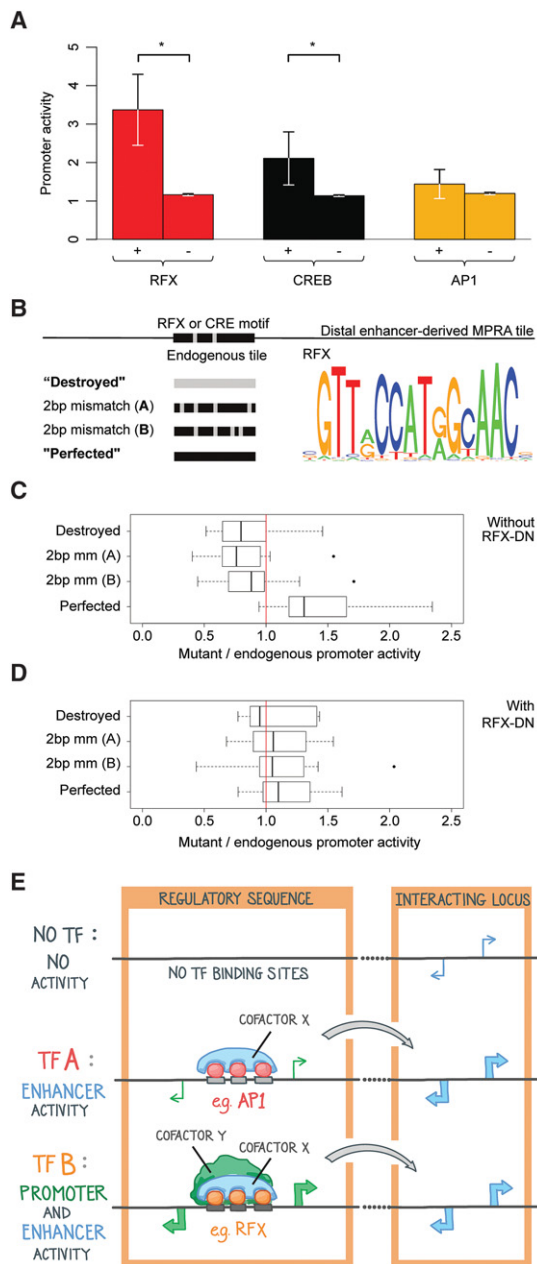 A
* *
Promoter activity
5
4
3
2
1
0
+ - + - + -
RFX CREB AP1
B
RFX or CRE motif
Distal enhancer-derived MPRA tile
Endogenous tile
RFX
"Destroyed"
2bp mismatch (A)
2bp mismatch (B)
"Perfected"
C
Without
RFX-DN
Destroyed
2bp mm (A)
2bp mm (B)
Perfected
0.0 0.5 1.0 1.5 2.0 2.5
Mutant / endogenous promoter activity
D
With
RFX-DN
Destroyed
2bp mm (A)
2bp mm (B)
Perfected
0.0 0.5 1.0 1.5 2.0 2.5
Mutant / endogenous promoter activity
E
REGULATORY SEQUENCE INTERACTING LOCUS
NO TF :
NO
ACTIVITY
NO TF BINDING SITES
COFACTOR X
TF A :
ENHANCER
ACTIVITY
e.g. AP1
COFACTOR Y
COFACTOR X
TF B :
PROMOTER
AND
ENHANCER
ACTIVITY
e.g. RFX